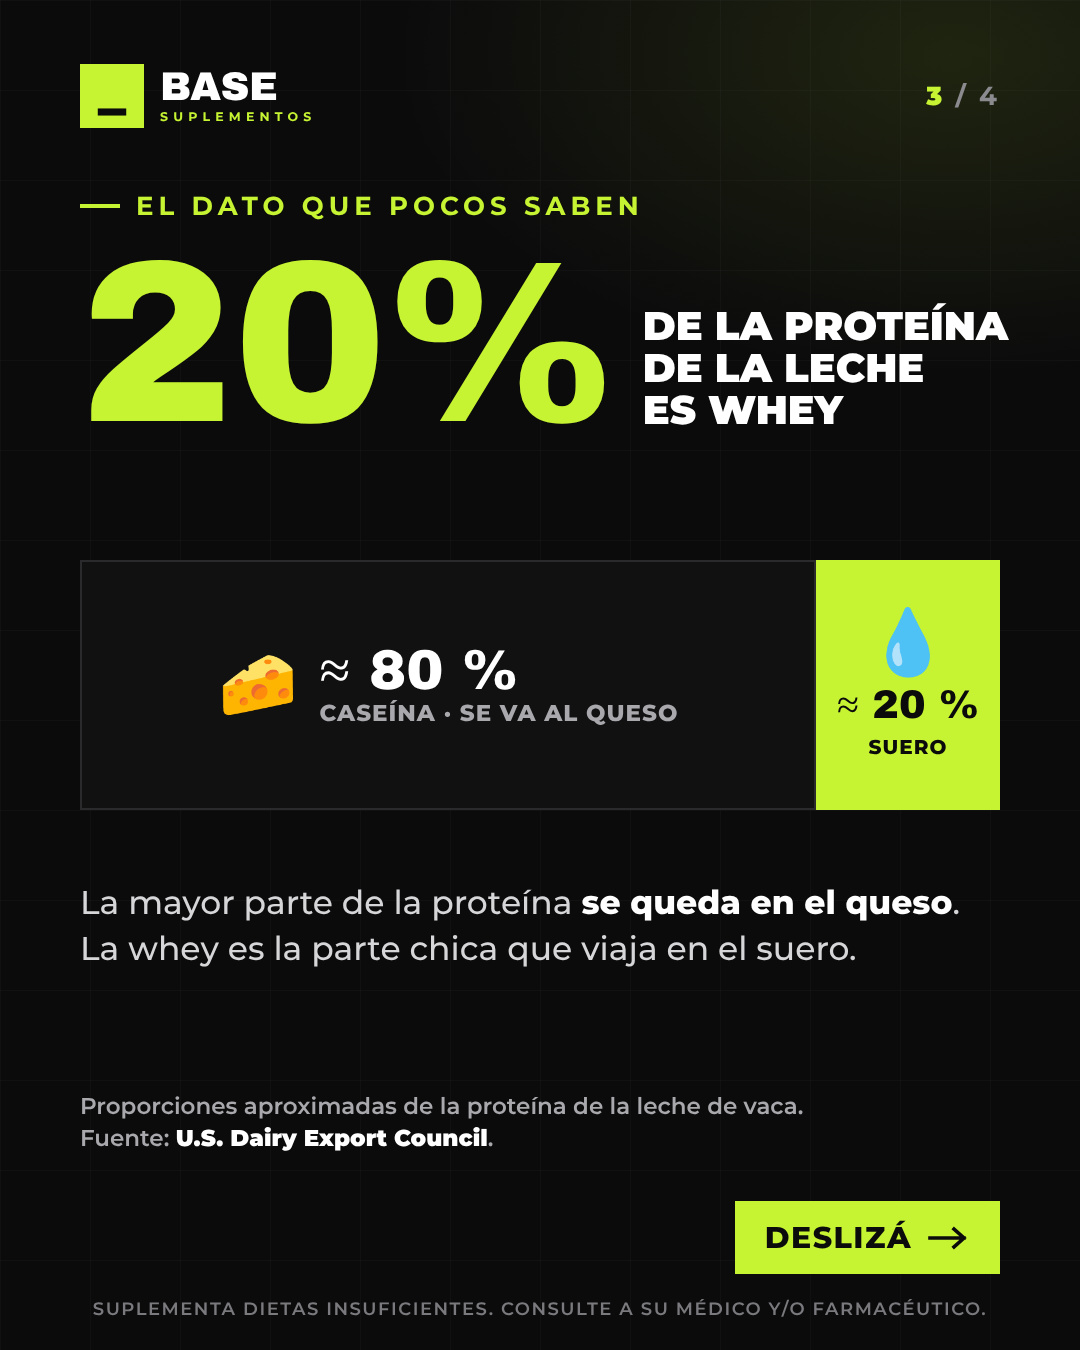 BASE
SUPLEMENTOS
3 / 4
EL DATO QUE POCOS SABEN
20%
DE LA PROTEÍNA
DE LA LECHE
ES WHEY
≈ 80 %
CASEÍNA · SE VA AL QUESO
≈ 20 %
SUERO
La mayor parte de la proteína se queda en el queso.
La whey es la parte chica que viaja en el suero.
Proporciones aproximadas de la proteína de la leche de vaca.
Fuente: U.S. Dairy Export Council.
DESLIZÁ →
SUPLEMENTA DIETAS INSUFICIENTES. CONSULTE A SU MÉDICO Y/O FARMACÉUTICO.